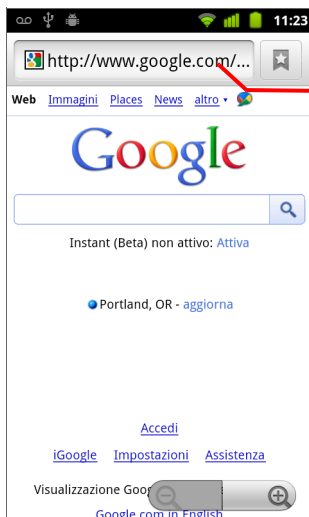 11:23
http://www.google.com/...
Web Immagini Places News altro
Google
Instant (Beta) non attivo: Attiva
Portland, OR - aggiorna
Accedi
iGoogle Impostazioni Assistenza
Visualizzazione
Google.com in English